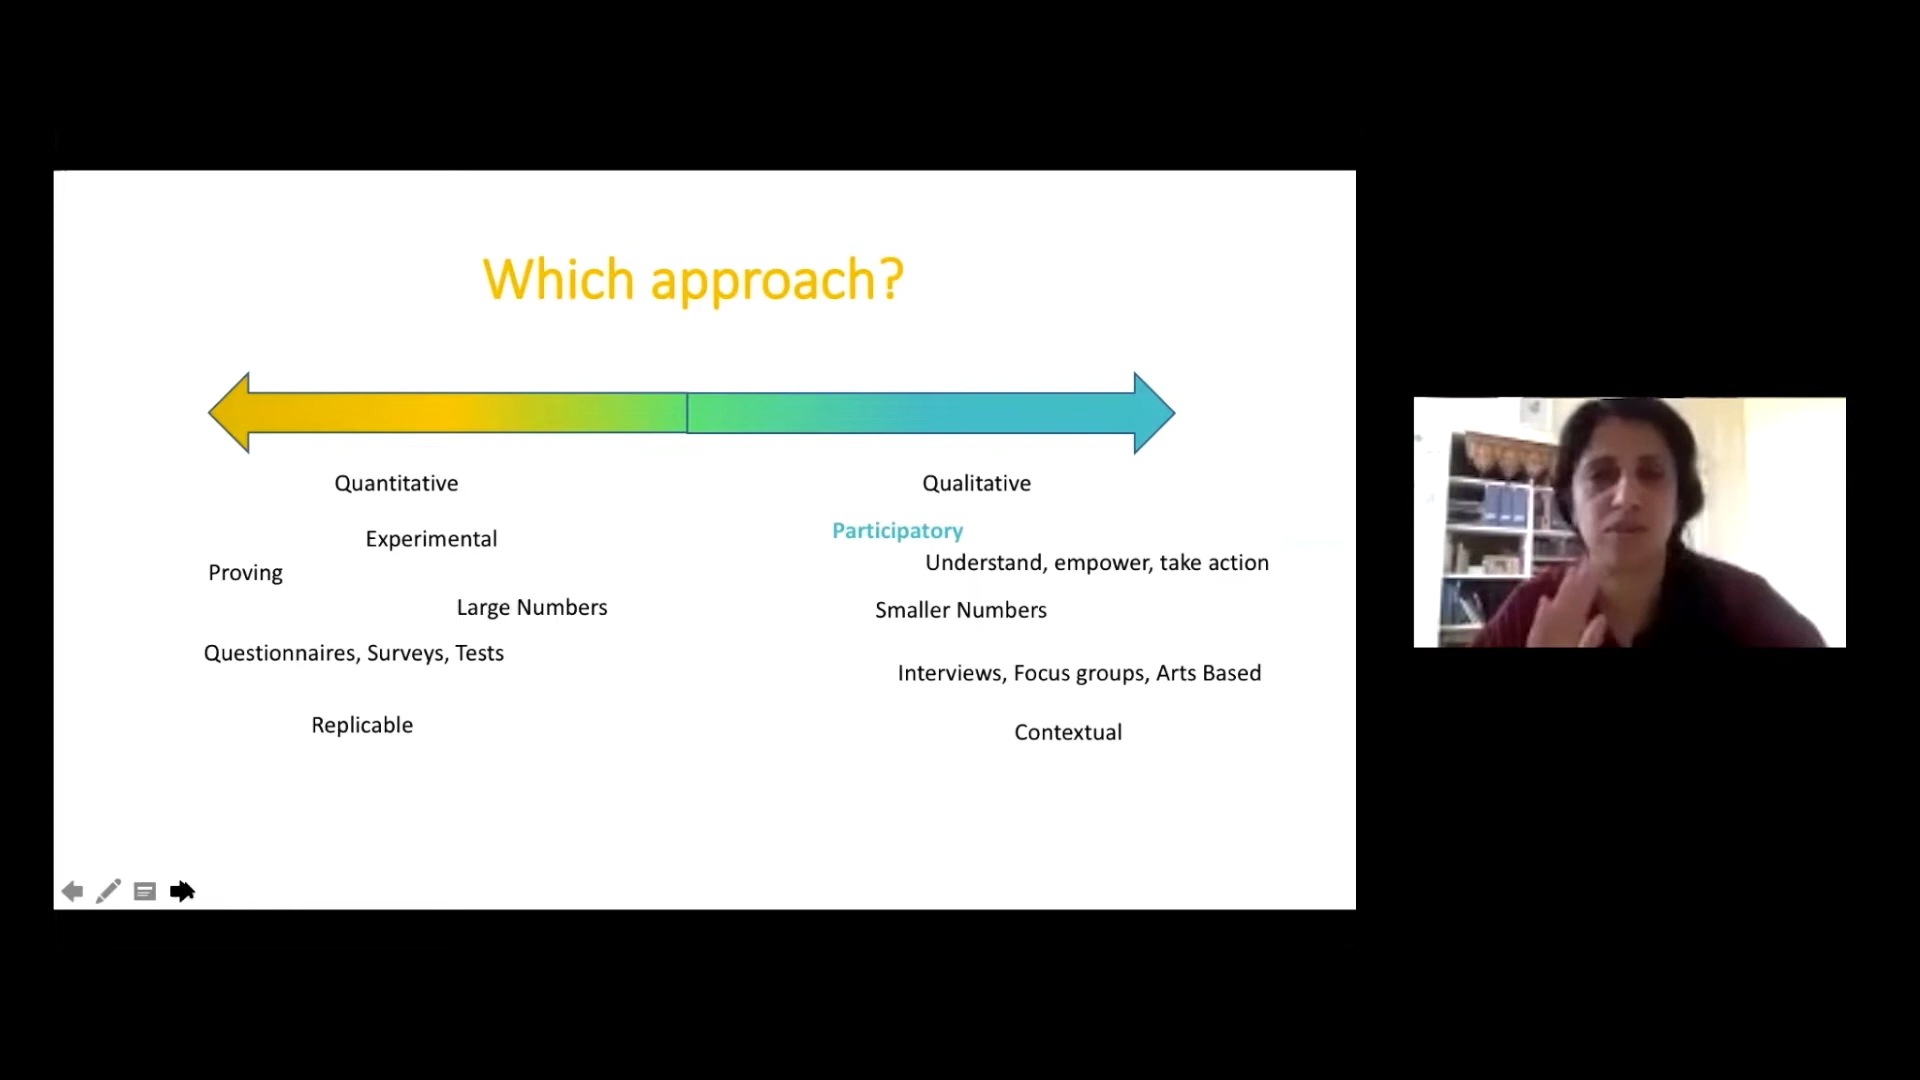 Which approach?
Quantitative
Experimental
Proving
Large Numbers
Questionnaires, Surveys, Tests
Replicable
Qualitative
Participatory
Understand, empower, take action
Smaller Numbers
Interviews, Focus groups, Arts Based
Contextual